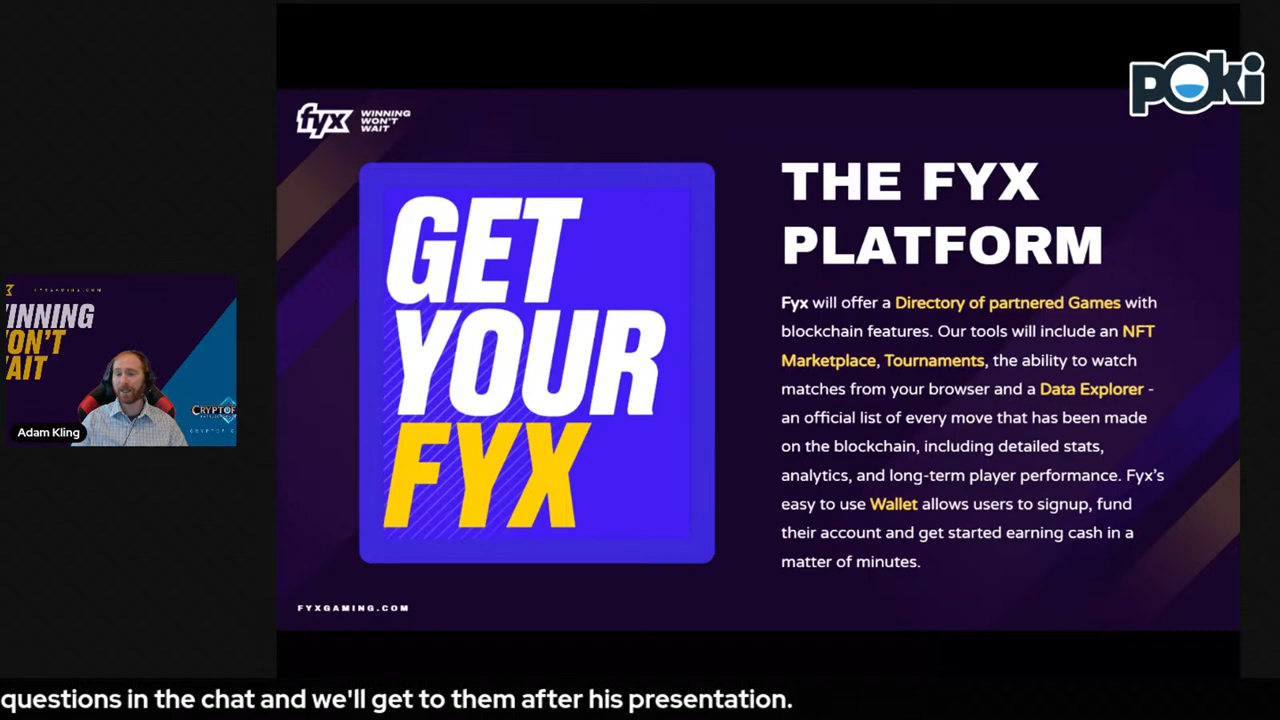 poki
fyx WINNING
WON'T
WAIT
GET
YOUR
FYX
THE FYX
PLATFORM
Fyx will offer a Directory of partnered Games with
blockchain features. Our tools will include an NFT
Marketplace, Tournaments, the ability to watch
matches from your browser and a Data Explorer -
an official list of every move that has been made
on the blockchain, including detailed stats,
analytics, and long-term player performance. Fyx's
easy to use Wallet allows users to signup, fund
their account and get started earning cash in a
matter of minutes.
FYXGAMING.COM
INNING
ON'T
AIT
CRYPTOF
Adam Kling
questions in the chat and we'll get to them after his presentation.